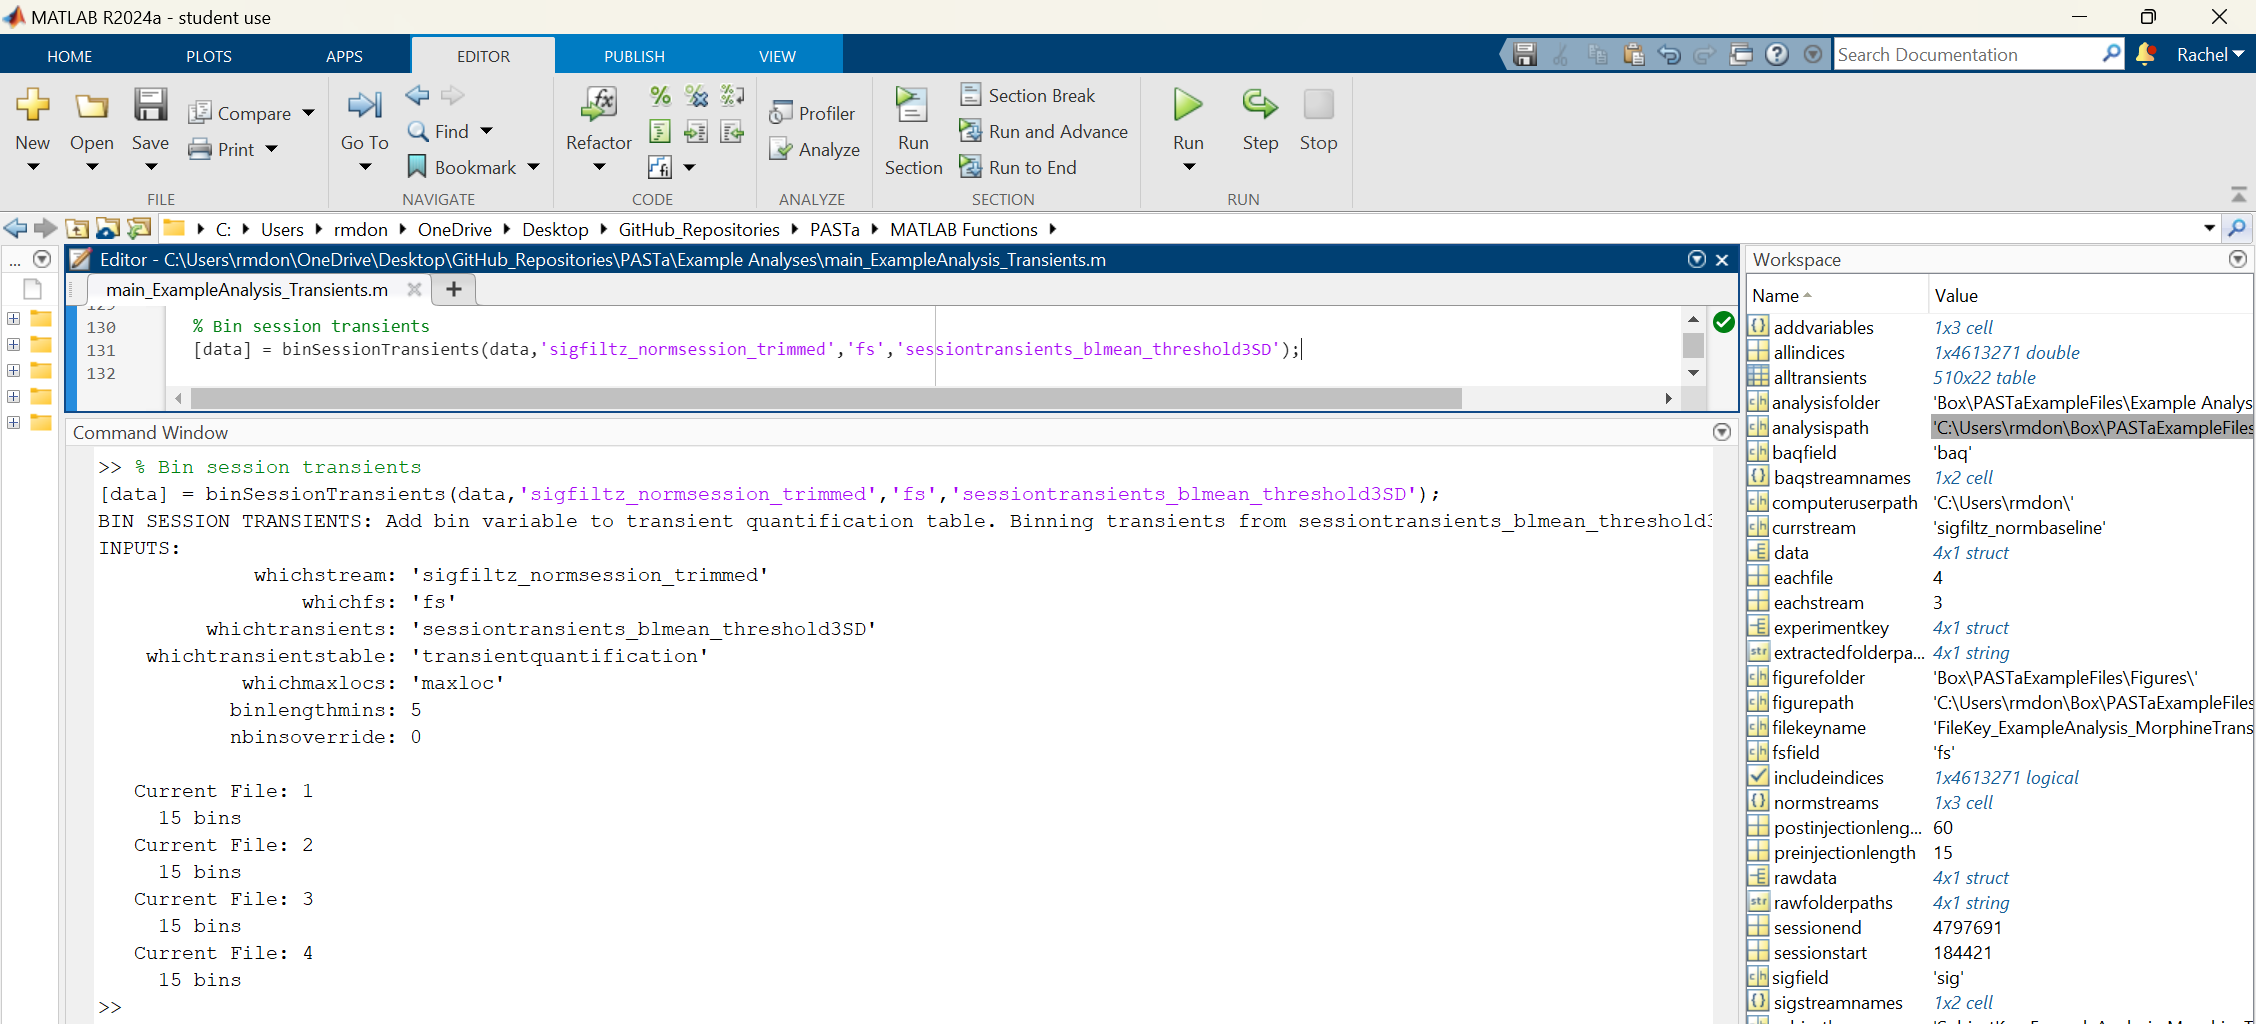 MATLAB R2024a - student use
HOME PLOTS APPS EDITOR PUBLISH VIEW
Search Documentation
Rachel
New
Open
Save
Compare
Print
FILE
Go To
Find
Bookmark
NAVIGATE
Refactor
CODE
Profiler
Analyze
ANALYZE
Run Section
Section Break
Run and Advance
Run to End
SECTION
Run
Step
Stop
RUN
C: Users rmdon OneDrive Desktop GitHub_Repositories PASTa MATLAB Functions
...
Editor - C:\Users\rmdon\OneDrive\Desktop\GitHub_Repositories\PASTa\Example Analyses\main_ExampleAnalysis_Transients.m
main_ExampleAnalysis_Transients.m
130 % Bin session transients
131 [data] = binSessionTransients(data,'sigfiltz_normsession_trimmed','fs','sessiontransients_blmean_threshold3SD');
132
Command Window
>> % Bin session transients
[data] = binSessionTransients(data,'sigfiltz_normsession_trimmed','fs','sessiontransients_blmean_threshold3SD');
BIN SESSION TRANSIENTS: Add bin variable to transient quantification table. Binning transients from sessiontransients_blmean_threshold3
INPUTS:
whichstream: 'sigfiltz_normsession_trimmed'
whichfs: 'fs'
whichtransients: 'sessiontransients_blmean_threshold3SD'
whichtransientstable: 'transientquantification'
whichmaxlocs: 'maxloc'
binlengthmins: 5
nbinsoverride: 0
Current File: 1
15 bins
Current File: 2
15 bins
Current File: 3
15 bins
Current File: 4
15 bins
>>
Workspace
Name Value
addvariables 1x3 cell
allindices 1x4613271 double
alltransients 510x22 table
analysisfolder 'Box\PASTaExampleFiles\Example Analys
analysispath 'C:\Users\rmdon\Box\PASTaExampleFiles
baqfield 'baq'
baqstreamnames 1x2 cell
computeruserpath 'C:\Users\rmdon\'
currstream 'sigfiltz_normbaseline'
data 4x1 struct
eachfile 4
eachstream 3
experimentkey 4x1 struct
extractedfolderpa... 4x1 string
figurefolder 'Box\PASTaExampleFiles\Figures\'
figurepath 'C:\Users\rmdon\Box\PASTaExampleFiles
filekeyname 'FileKey_ExampleAnalysis_MorphineTrans
fsfield 'fs'
includeindices 1x4613271 logical
normstreams 1x3 cell
postinjectionleng... 60
preinjectionlength 15
rawdata 4x1 struct
rawfolderpaths 4x1 string
sessionend 4797691
sessionstart 184421
sigfield 'sig'
sigstreamnames 1x2 cell